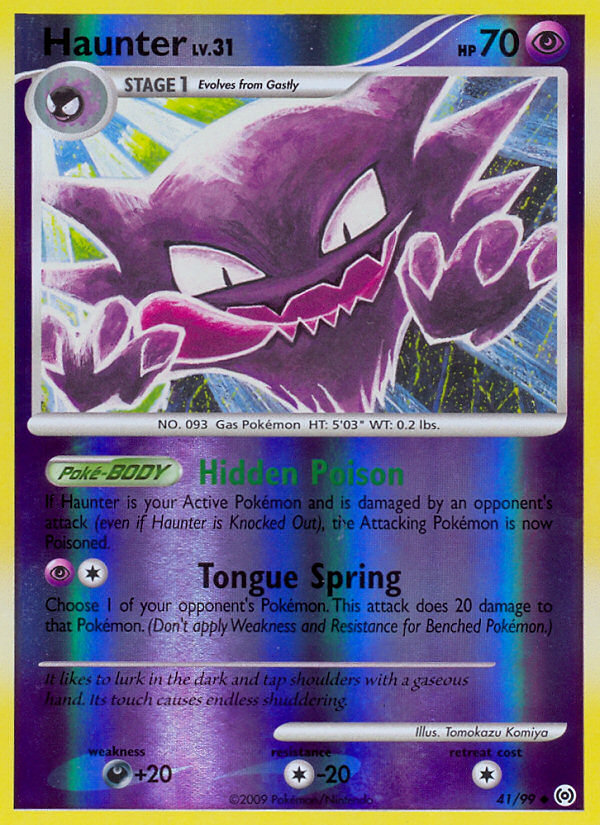 Haunter LV.31 HP 70
STAGE 1 Evolves from Gastly
NO. 093 Gas Pokémon HT: 5'03" WT: 0.2 lbs.
Poké-BODY Hidden Poison
If Haunter is your Active Pokémon and is damaged by an opponent's
attack (even if Haunter is Knocked Out), the Attacking Pokémon is now
Poisoned.
Tongue Spring
Choose 1 of your opponent's Pokémon. This attack does 20 damage to
that Pokémon. (Don't apply Weakness and Resistance for Benched Pokémon.)
It likes to lurk in the dark and tap shoulders with a gaseous
hand. Its touch causes endless shuddering.
Illus. Tomokazu Komiya
weakness resistance retreat cost
+20 -20
©2009 Pokémon/Nintendo 41/99